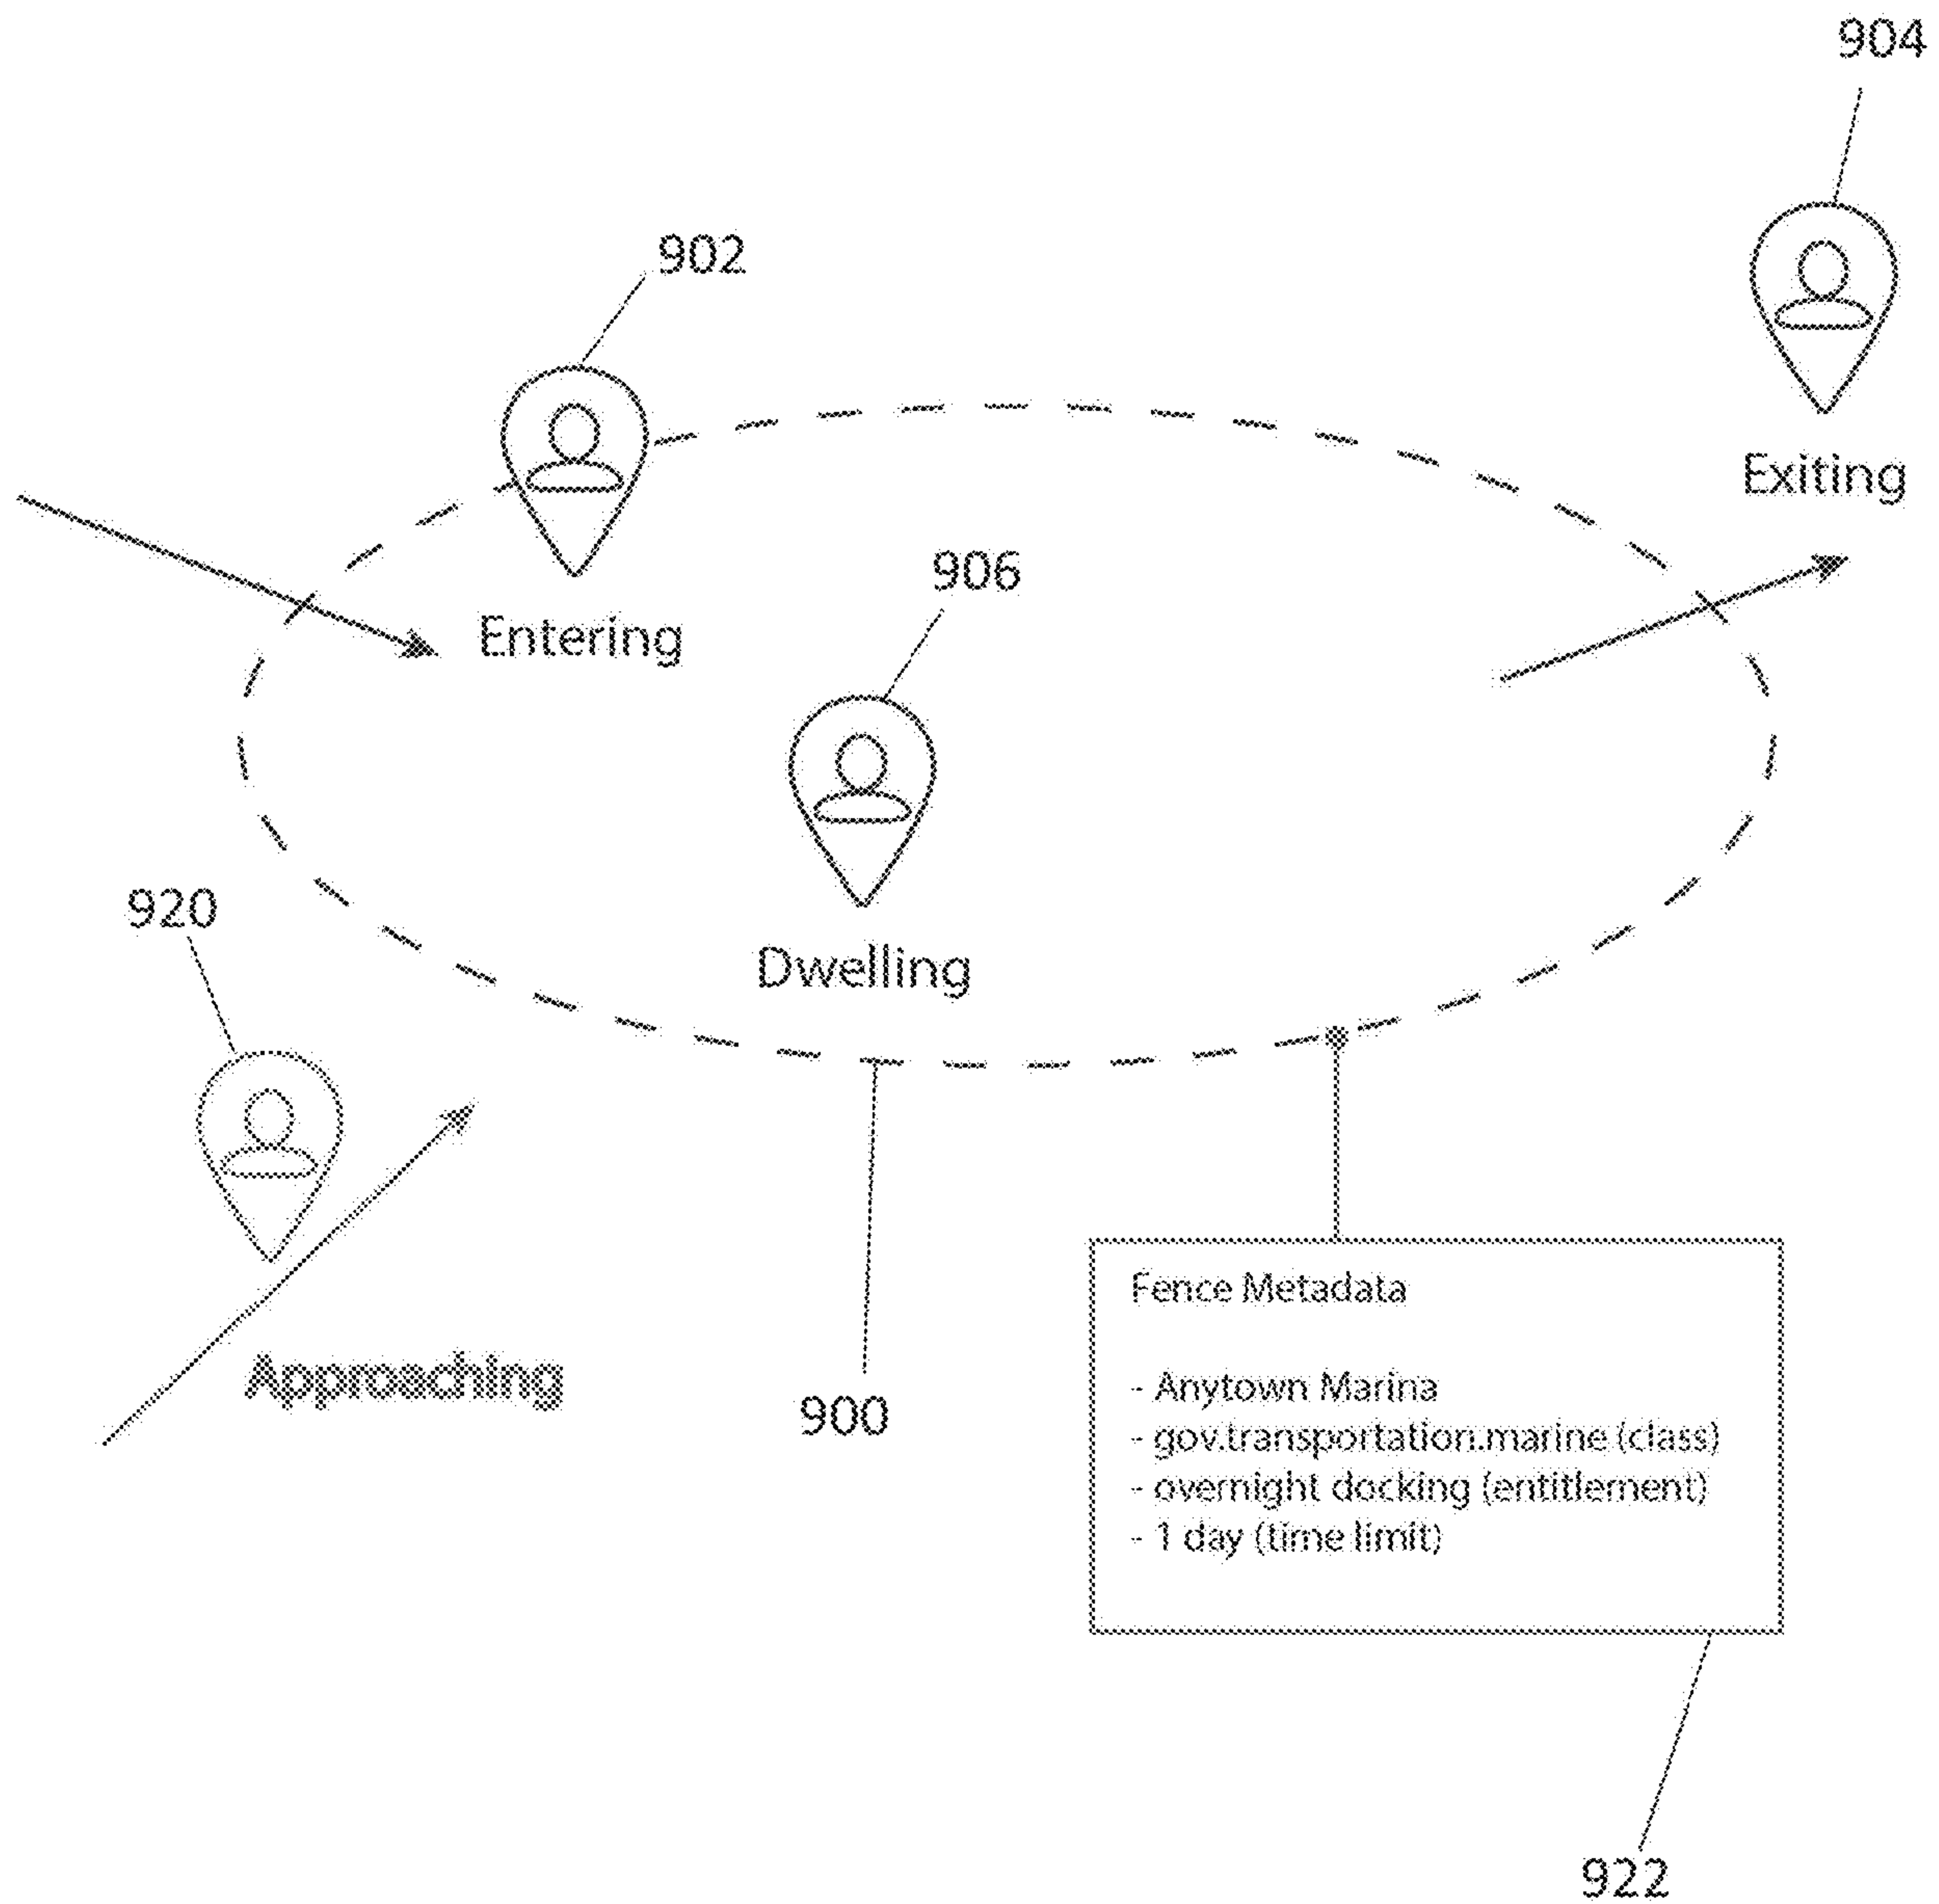 904
902
Exiting
906
Entering
920
Dwelling
Fence Metadata
Approaching
- Anytown Marina
900
- gov.transportation.marine (class)
- overnight docking (entitlement)
- 1 day (time limit)
922